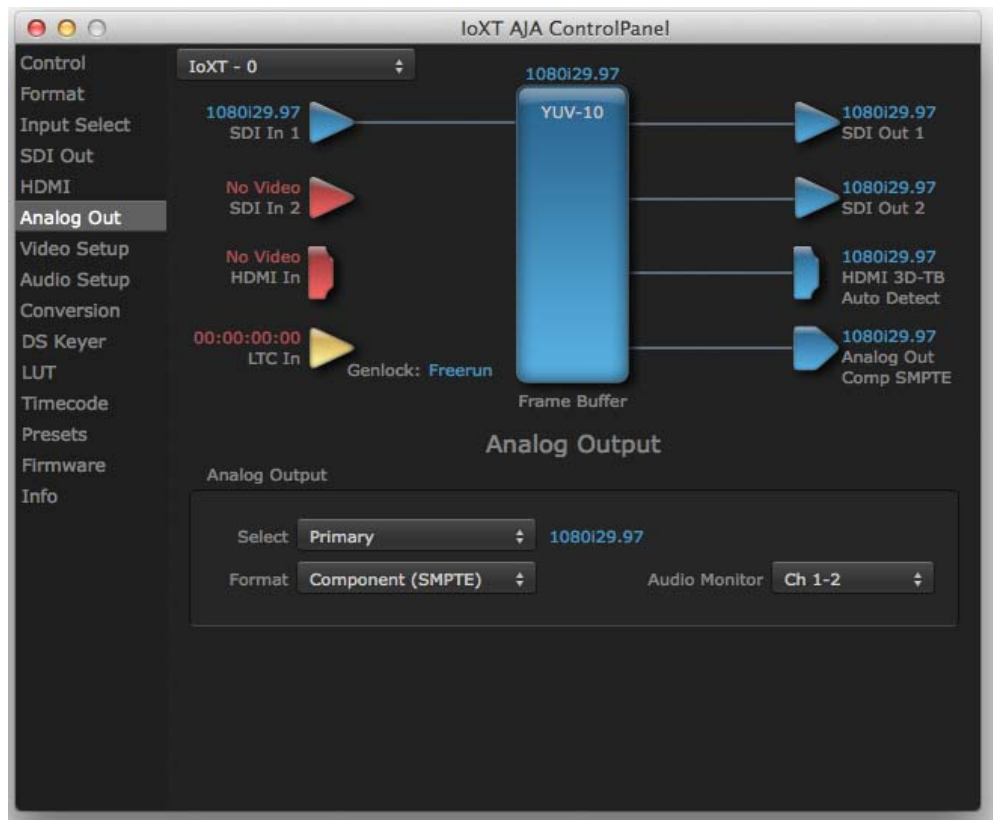 IoXT AJA ControlPanel
Control
Format
Input Select
SDI Out
HDMI
Analog Out
Video Setup
Audio Setup
Conversion
DS Keyer
LUT
Timecode
Presets
Firmware
Info
IoXT - 0
1080i29.97
SDI In 1
No Video
SDI In 2
No Video
HDMI In
00:00:00:00
LTC In
Genlock: Freerun
1080i29.97
YUV-10
Frame Buffer
1080i29.97
SDI Out 1
1080i29.97
SDI Out 2
1080i29.97
HDMI 3D-TB
Auto Detect
1080i29.97
Analog Out
Comp SMPTE
Analog Output
Analog Output
Select Primary 1080i29.97
Format Component (SMPTE) Audio Monitor Ch 1-2